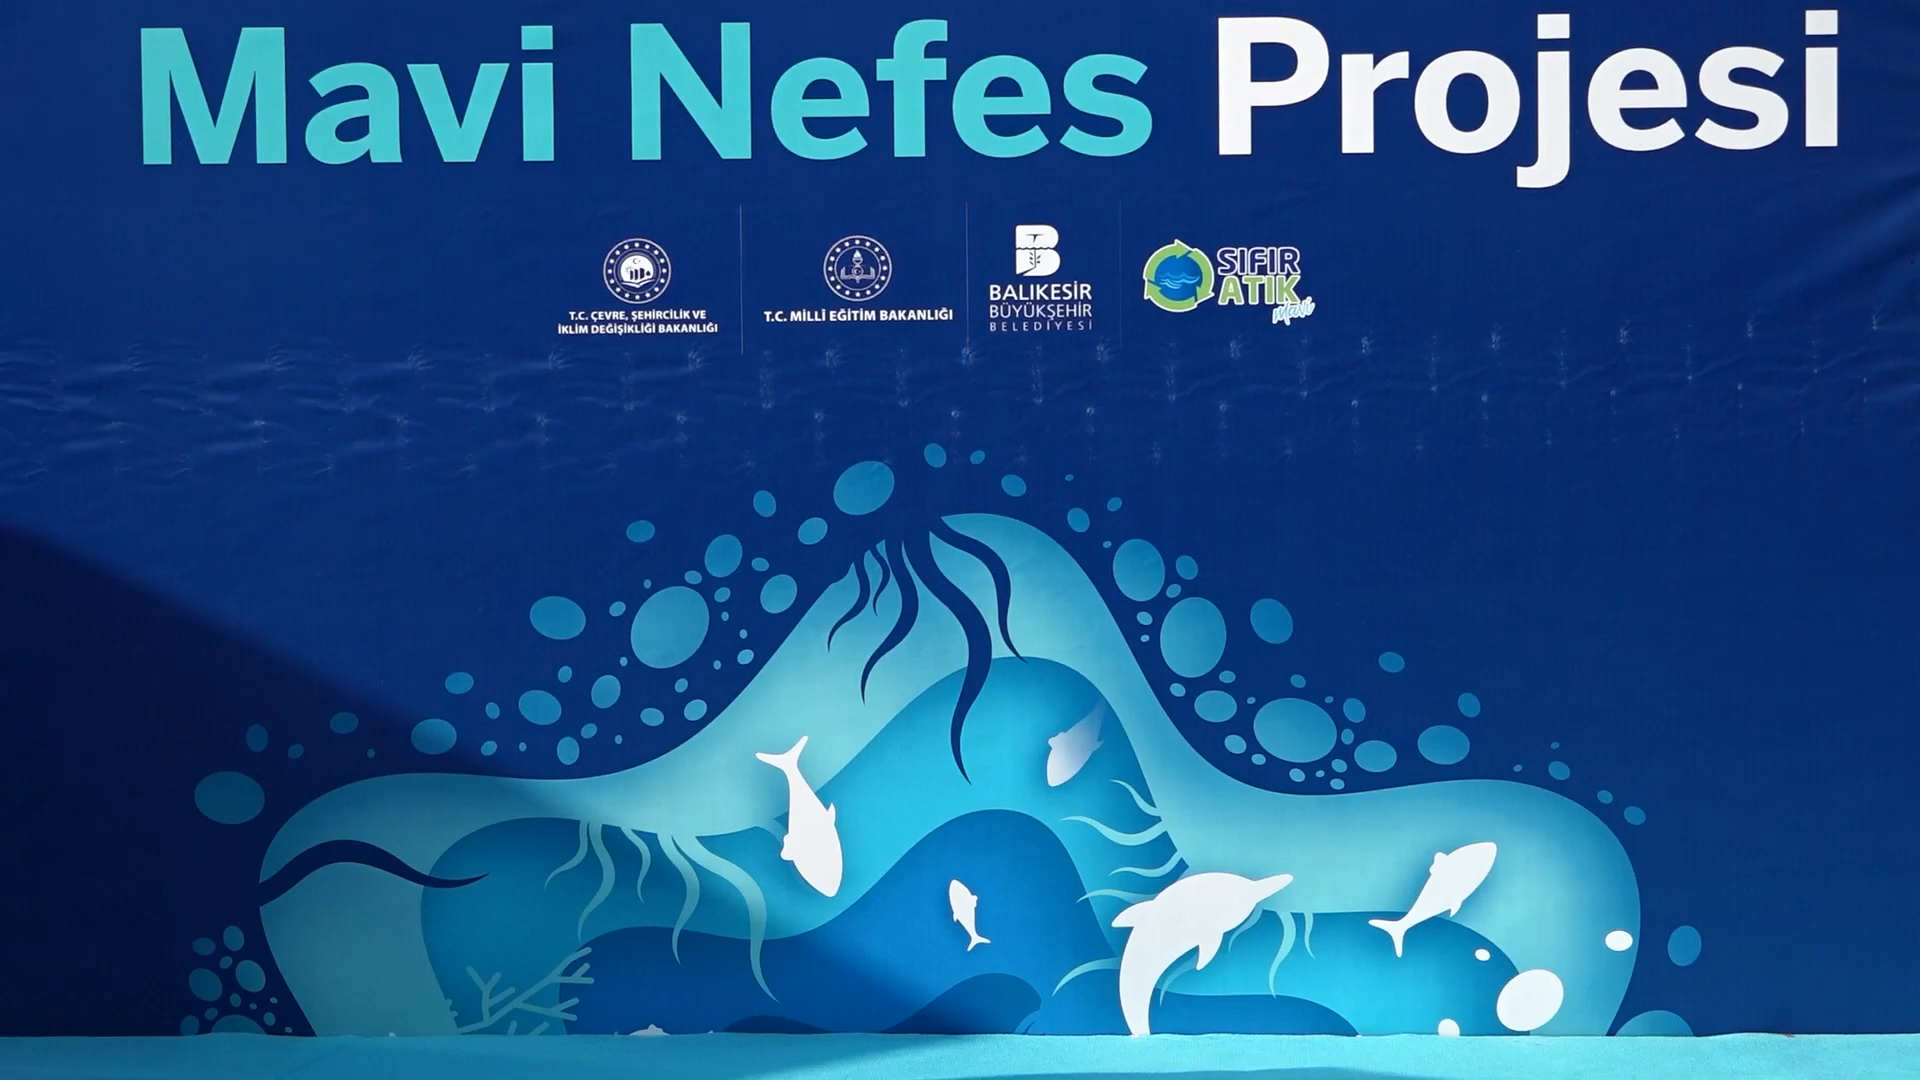 Mavi Nefes Projesi
T.C. ÇEVRE, ŞEHİRCİLİK VE
İKLİM DEĞİŞİKLİĞİ BAKANLIĞI
T.C. MİLLÎ EĞİTİM BAKANLIĞI
BALIKESİR
BÜYÜKŞEHİR
BELEDİYESİ
SIFIR
ATIK
Mavi